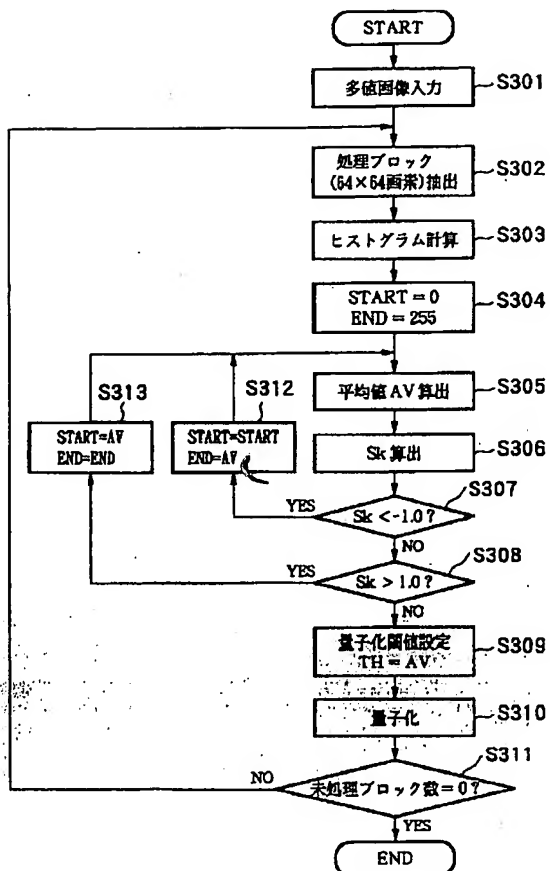 START
多値画像入力
S301
処理ブロック
(64×64画素)抽出
S302
ヒストグラム計算
S303
START=0
END=255
S304
平均値AV算出
S305
Sk算出
S306
Sk<-1.0?
S307
YES
NO
Sk>1.0?
S308
YES
NO
S313
START=AV
END=END
S312
START=START
END=AV
量子化閾値設定
TH=AV
S309
量子化
S310
未処理ブロック数=0?
S311
NO
YES
END